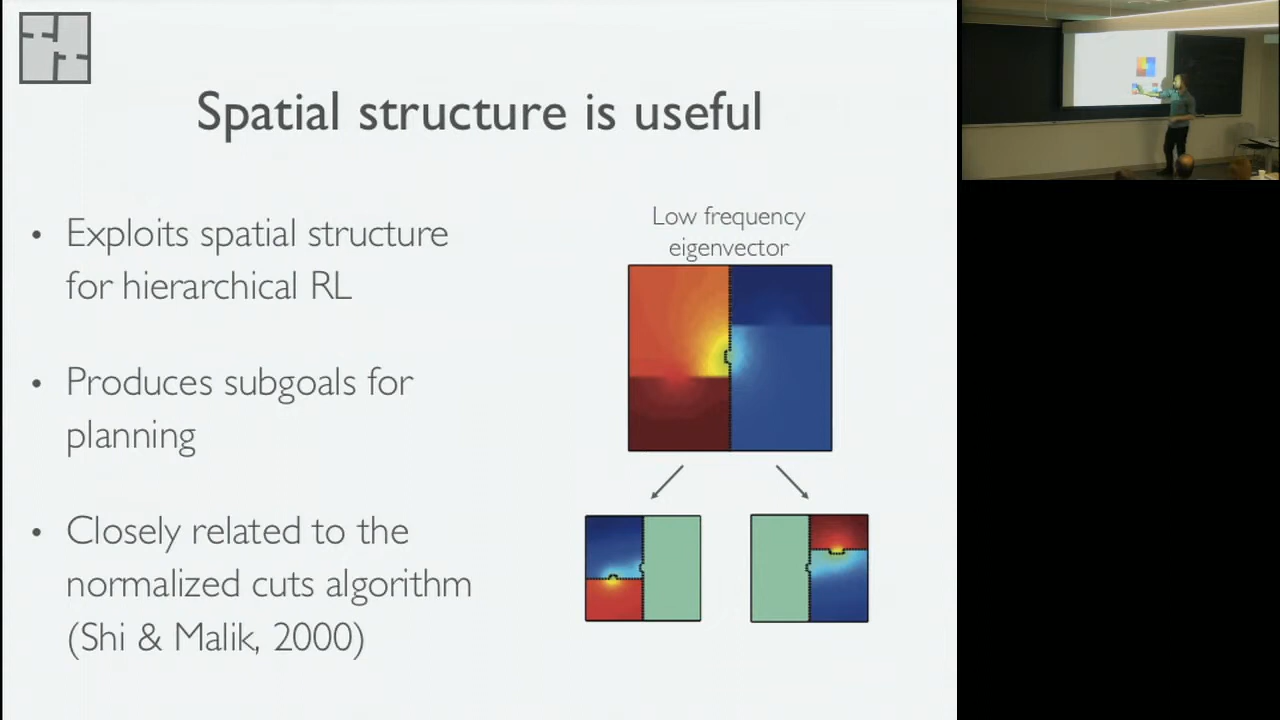 Spatial structure is useful
• Exploits spatial structure
for hierarchical RL
• Produces subgoals for
planning
• Closely related to the
normalized cuts algorithm
(Shi & Malik, 2000)
Low frequency
eigenvector